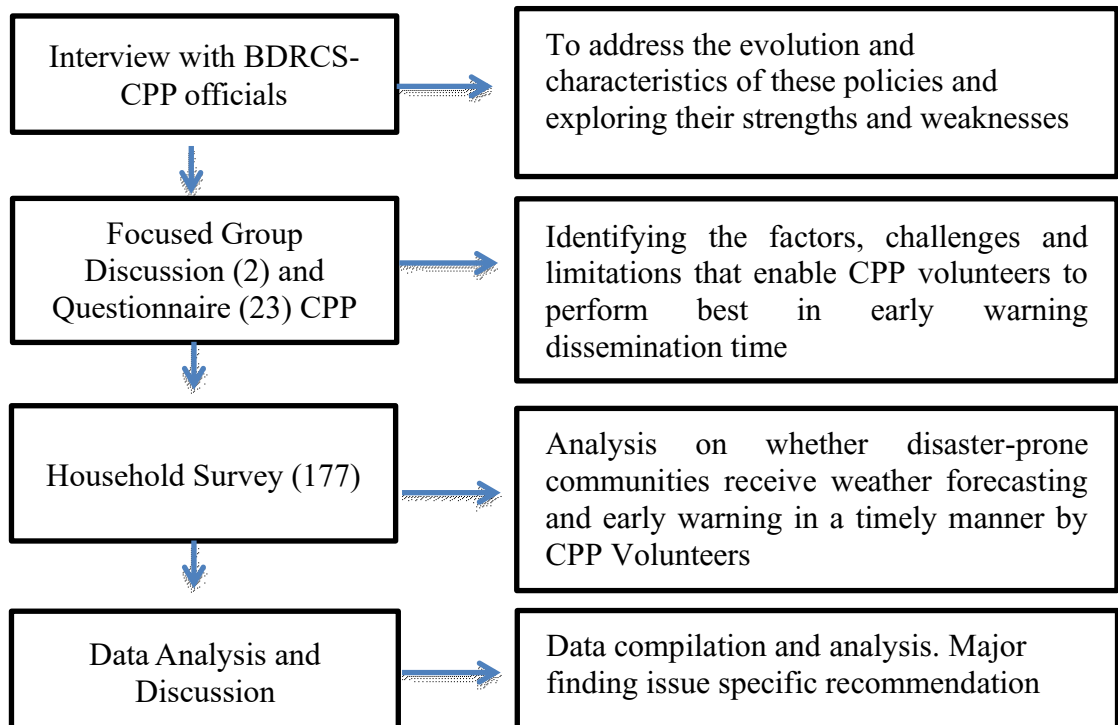 Interview with BDRCS-
CPP officials
To address the evolution and
characteristics of these policies and
exploring their strengths and weaknesses
Focused Group
Discussion (2) and
Questionnaire (23) CPP
Identifying the factors, challenges and
limitations that enable CPP volunteers to
perform best in early warning
dissemination time
Household Survey (177)
Analysis on whether disaster-prone
communities receive weather forecasting
and early warning in a timely manner by
CPP Volunteers
Data Analysis and
Discussion
Data compilation and analysis. Major
finding issue specific recommendation